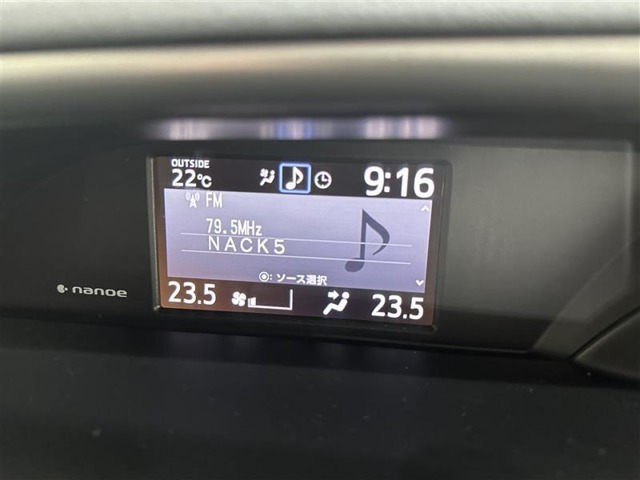 OUTSIDE
22℃ 9:16
FM
79.5MHz
NACK5
⦿: ソース選択
nanoe
23.5 23.5